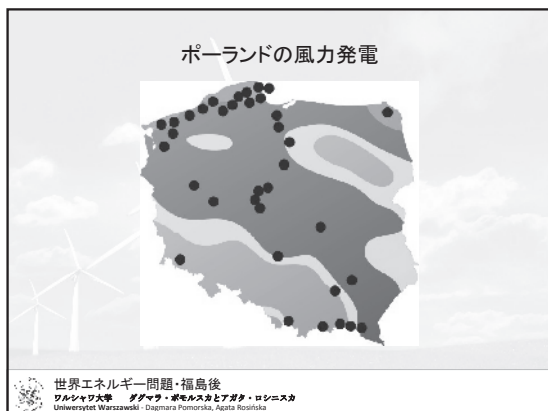 ポーランドの風力発電
世界エネルギー問題・福島後
ワルシャワ大学　ダグマラ・ポモルスカとアガタ・ロシニスカ
Uniwersytet Warszawski - Dagmara Pomorska, Agata Rosińska